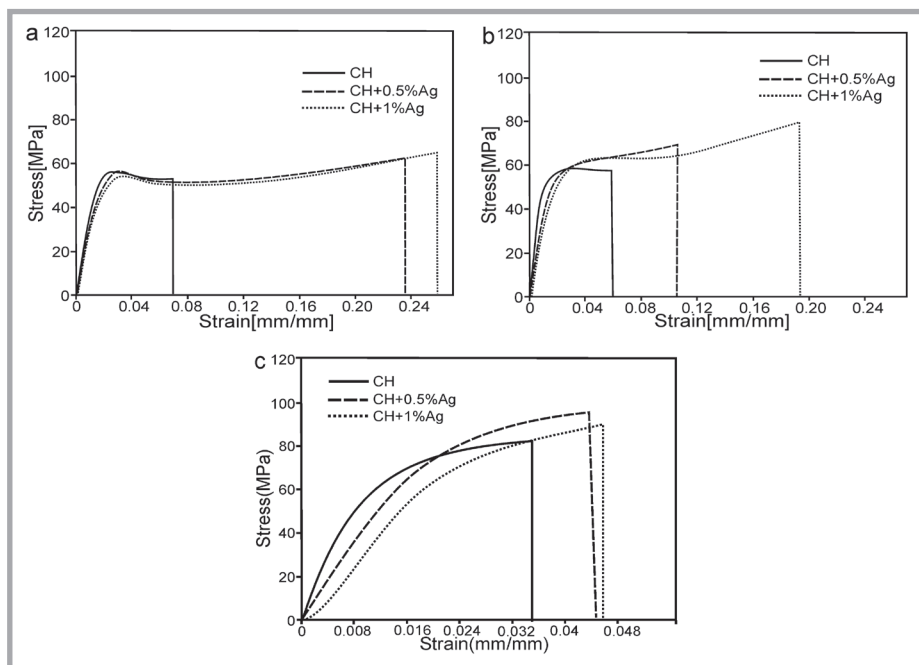 a
120
100
80
60
40
20
0
Stress[MPa]
CH
CH+0.5%Ag
CH+1%Ag
0 0.04 0.08 0.12 0.16 0.20 0.24
Strain[mm/mm]
b
120
100
80
60
40
20
0
Stress[MPa]
CH
CH+0.5%Ag
CH+1%Ag
0 0.04 0.08 0.12 0.16 0.20 0.24
Strain[mm/mm]
c
120
100
80
60
40
20
0
Stress(MPa)
CH
CH+0.5%Ag
CH+1%Ag
0 0.008 0.016 0.024 0.032 0.04 0.048
Strain(mm/mm)